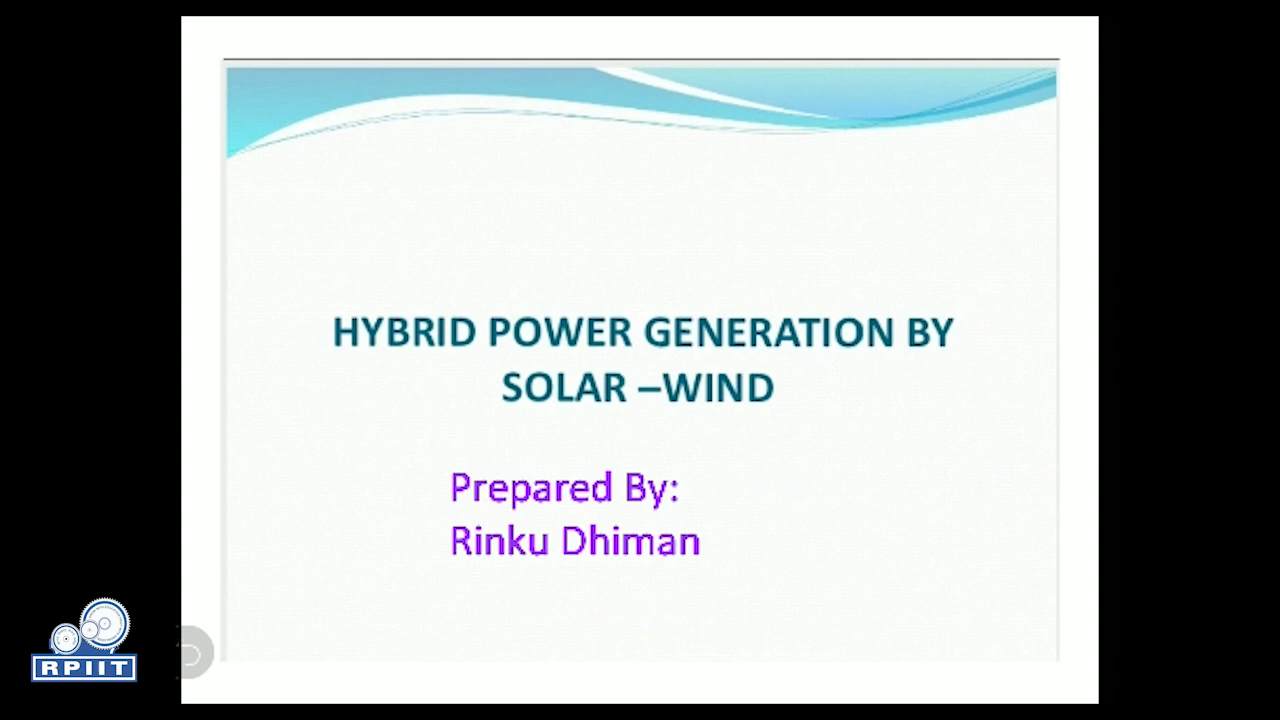 HYBRID POWER GENERATION BY
SOLAR –WIND
Prepared By:
Rinku Dhiman
RPIIT